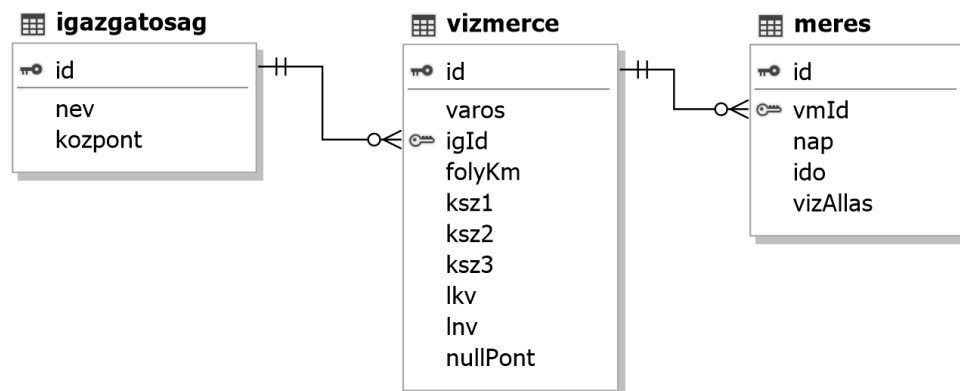 igazgatosag
id
nev
kozpont
vizmerce
id
varos
igId
folyKm
ksz1
ksz2
ksz3
lkv
lnv
nullPont
meres
id
vmId
nap
ido
vizAllas